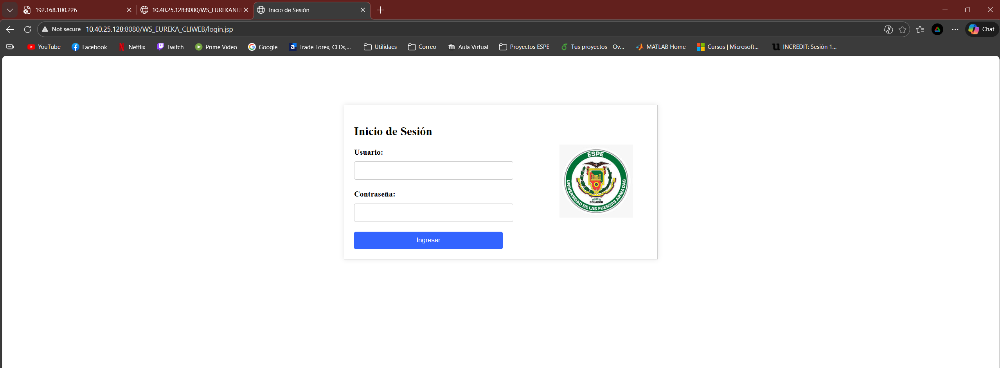 192.168.100.226
10.40.25.128:8080/WS_EUREKANU
Inicio de Sesión
Not secure 10.40.25.128:8080/WS_EUREKA_CLIWEB/login.jsp
Chat
YouTube Facebook Netflix Twitch Prime Video Google Trade Forex, CFDs,... Utilidaes Correo Aula Virtual Proyectos ESPE Tus proyectos - Ov... MATLAB Home Cursos | Microsoft... INCREDIT: Sesión 1...
Inicio de Sesión
Usuario:
Contraseña:
Ingresar
ESPE
UNIVERSIDAD DE LAS FUERZAS ARMADAS
1922
ECUADOR